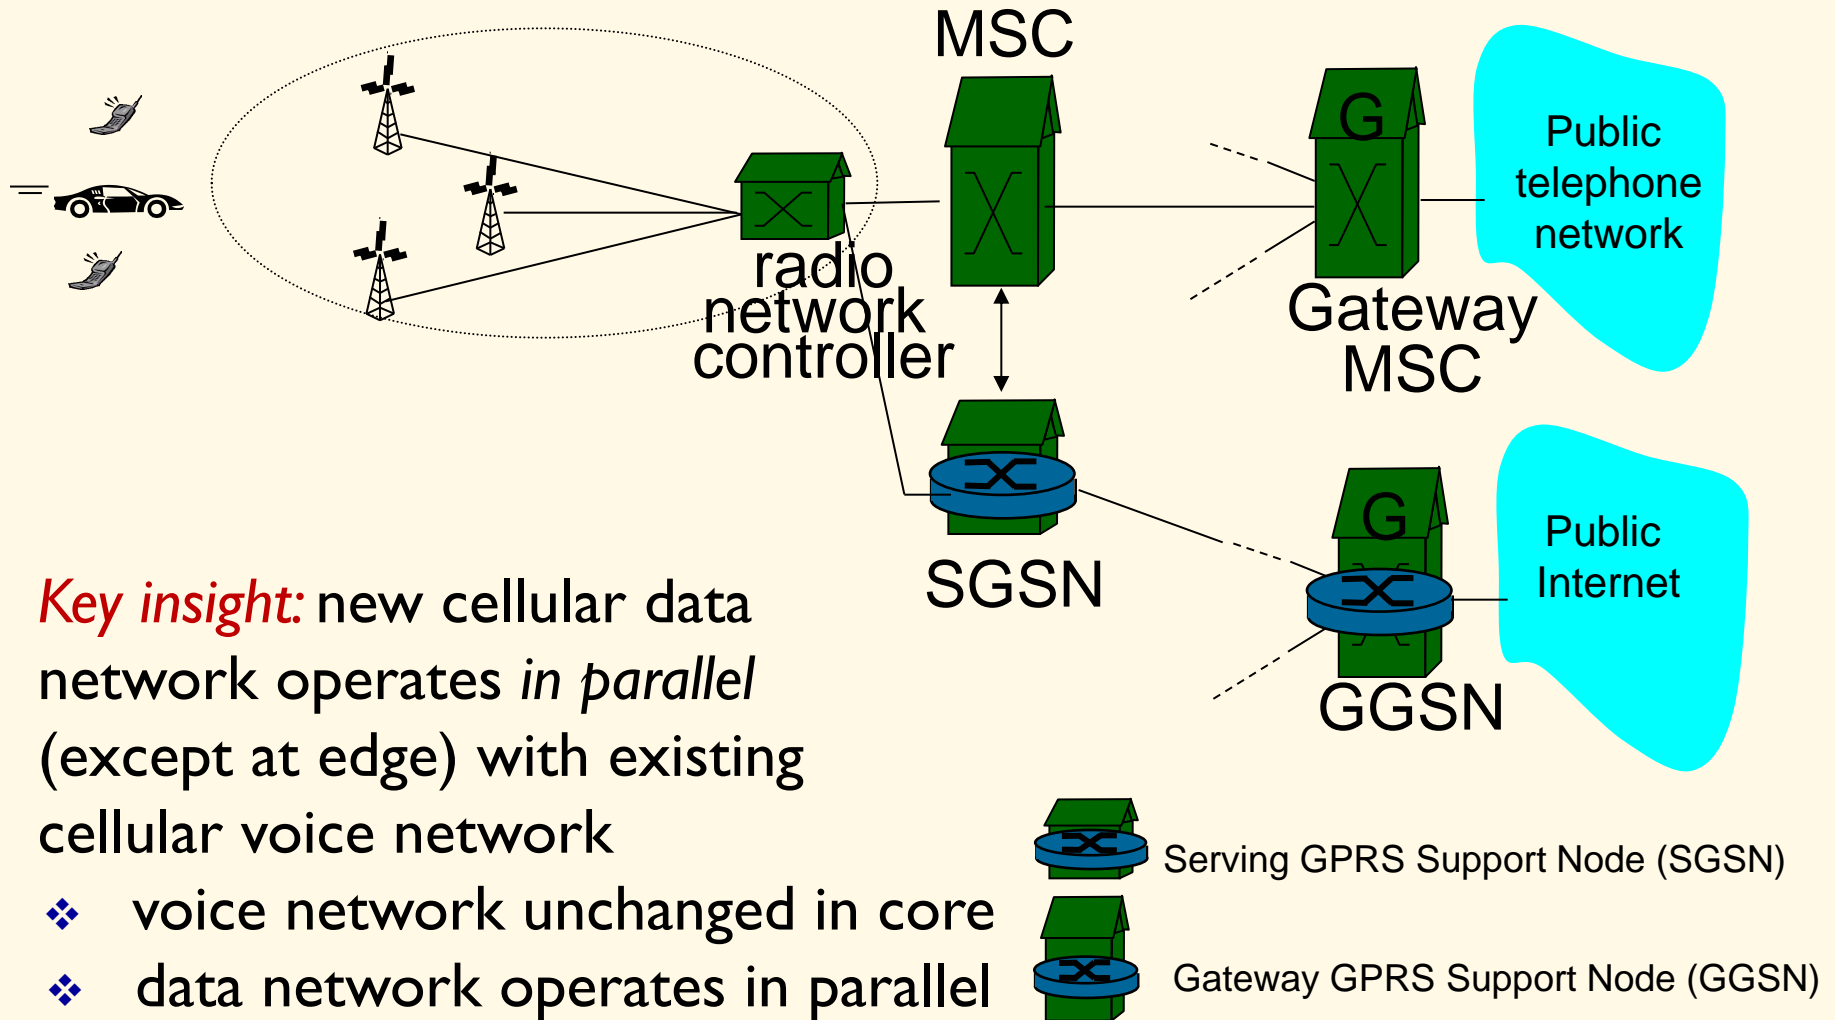 MSC
G
Public
telephone
network
radio
network
controller
Gateway
MSC
G
Public
Internet
SGSN
GGSN
Key insight: new cellular data
network operates in parallel
(except at edge) with existing
cellular voice network
❖ voice network unchanged in core
❖ data network operates in parallel
Serving GPRS Support Node (SGSN)
Gateway GPRS Support Node (GGSN)